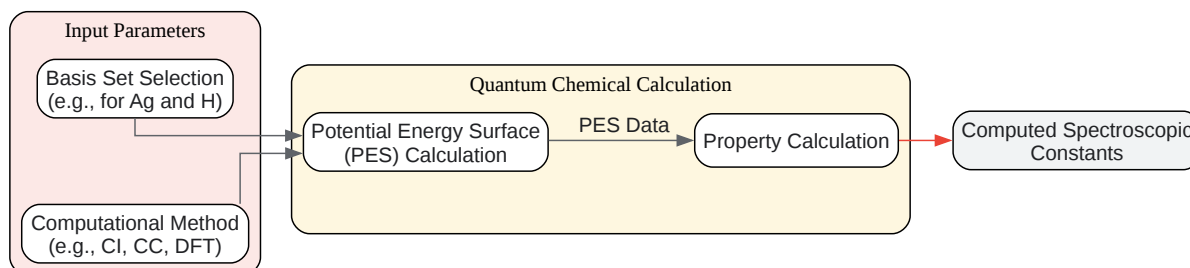 Input Parameters
Basis Set Selection
(e.g., for Ag and H)
Computational Method
(e.g., CI, CC, DFT)
Quantum Chemical Calculation
Potential Energy Surface
(PES) Calculation
PES Data
Property Calculation
Computed Spectroscopic
Constants